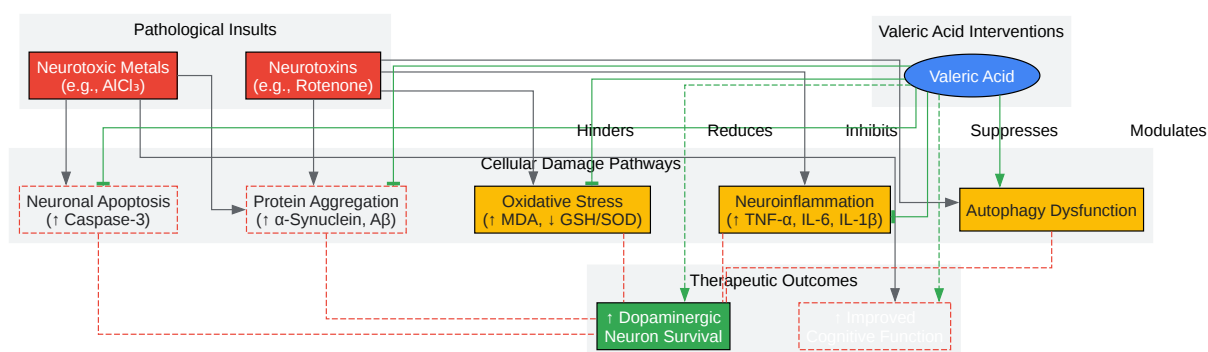 Pathological Insults
Valeric Acid Interventions
Neurotoxic Metals
(e.g., AlCl₃)
Neurotoxins
(e.g., Rotenone)
Valeric Acid
Hinders
Reduces
Inhibits
Suppresses
Modulates
Cellular Damage Pathways
Neuronal Apoptosis
(↑ Caspase-3)
Protein Aggregation
(↑ α-Synuclein, Aβ)
Oxidative Stress
(↑ MDA, ↓ GSH/SOD)
Neuroinflammation
(↑ TNF-α, IL-6, IL-1β)
Autophagy Dysfunction
Therapeutic Outcomes
↑ Dopaminergic
Neuron Survival
↑ Improved
Cognitive Function